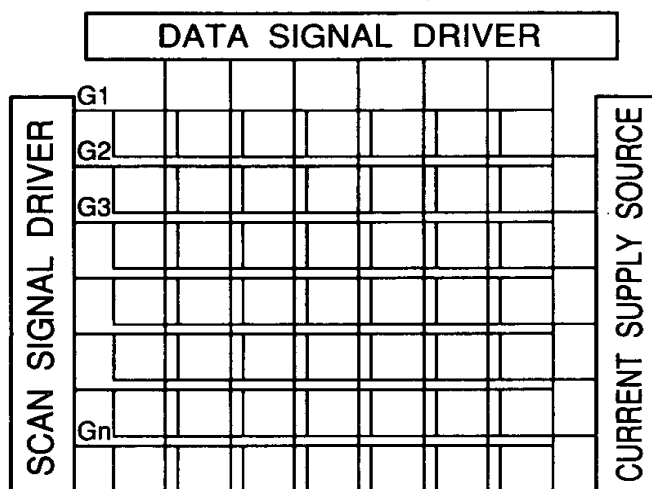 DATA SIGNAL DRIVER
SCAN SIGNAL DRIVER
G1
G2
G3
Gn
CURRENT SUPPLY SOURCE